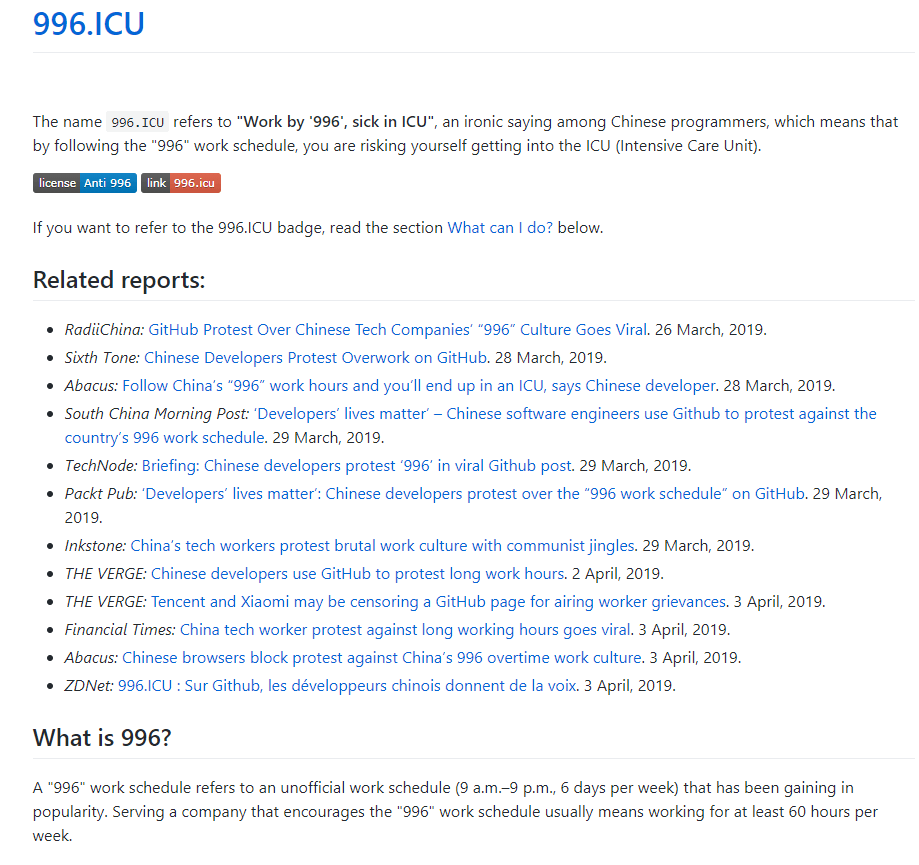 996.ICU
The name 996.ICU refers to "Work by '996', sick in ICU", an ironic saying among Chinese programmers, which means that
by following the "996" work schedule, you are risking yourself getting into the ICU (Intensive Care Unit).
license Anti 996 link 996.icu
If you want to refer to the 996.ICU badge, read the section What can I do? below.
Related reports:
RadiiChina: GitHub Protest Over Chinese Tech Companies’ “996” Culture Goes Viral. 26 March, 2019.
Sixth Tone: Chinese Developers Protest Overwork on GitHub. 28 March, 2019.
Abacus: Follow China’s “996” work hours and you’ll end up in an ICU, says Chinese developer. 28 March, 2019.
South China Morning Post: ‘Developers’ lives matter’ – Chinese software engineers use Github to protest against the
country’s 996 work schedule. 29 March, 2019.
TechNode: Briefing: Chinese developers protest ‘996’ in viral Github post. 29 March, 2019.
Packt Pub: ‘Developers’ lives matter’: Chinese developers protest over the “996 work schedule” on GitHub. 29 March,
2019.
Inkstone: China’s tech workers protest brutal work culture with communist jingles. 29 March, 2019.
THE VERGE: Chinese developers use GitHub to protest long work hours. 2 April, 2019.
THE VERGE: Tencent and Xiaomi may be censoring a GitHub page for airing worker grievances. 3 April, 2019.
Financial Times: China tech worker protest against long working hours goes viral. 3 April, 2019.
Abacus: Chinese browsers block protest against China’s 996 overtime work culture. 3 April, 2019.
ZDNet: 996.ICU : Sur Github, les développeurs chinois donnent de la voix. 3 April, 2019.
What is 996?
A "996" work schedule refers to an unofficial work schedule (9 a.m.–9 p.m., 6 days per week) that has been gaining in
popularity. Serving a company that encourages the "996" work schedule usually means working for at least 60 hours per
week.